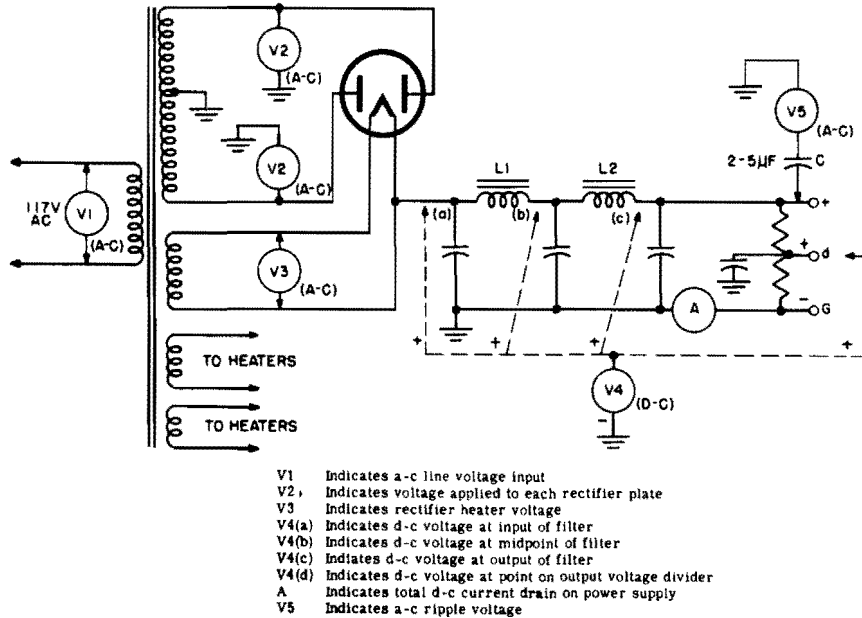 V2
(A-C)
V5
(A-C)
2-5μF
C
V2
(A-C)
117V
AC
V1
(A-C)
L1
L2
(a)
(b)
(c)
+
+
d
V3
(A-C)
-
G
A
+
+
+
+
TO HEATERS
V4
(D-C)
-
TO HEATERS
V1 Indicates a-c line voltage input
V2, Indicates voltage applied to each rectifier plate
V3 Indicates rectifier heater voltage
V4(a) Indicates d-c voltage at input of filter
V4(b) Indicates d-c voltage at midpoint of filter
V4(c) Indiates d-c voltage at output of filter
V4(d) Indicates d-c voltage at point on output voltage divider
A Indicates total d-c current drain on power supply
V5 Indicates a-c ripple voltage